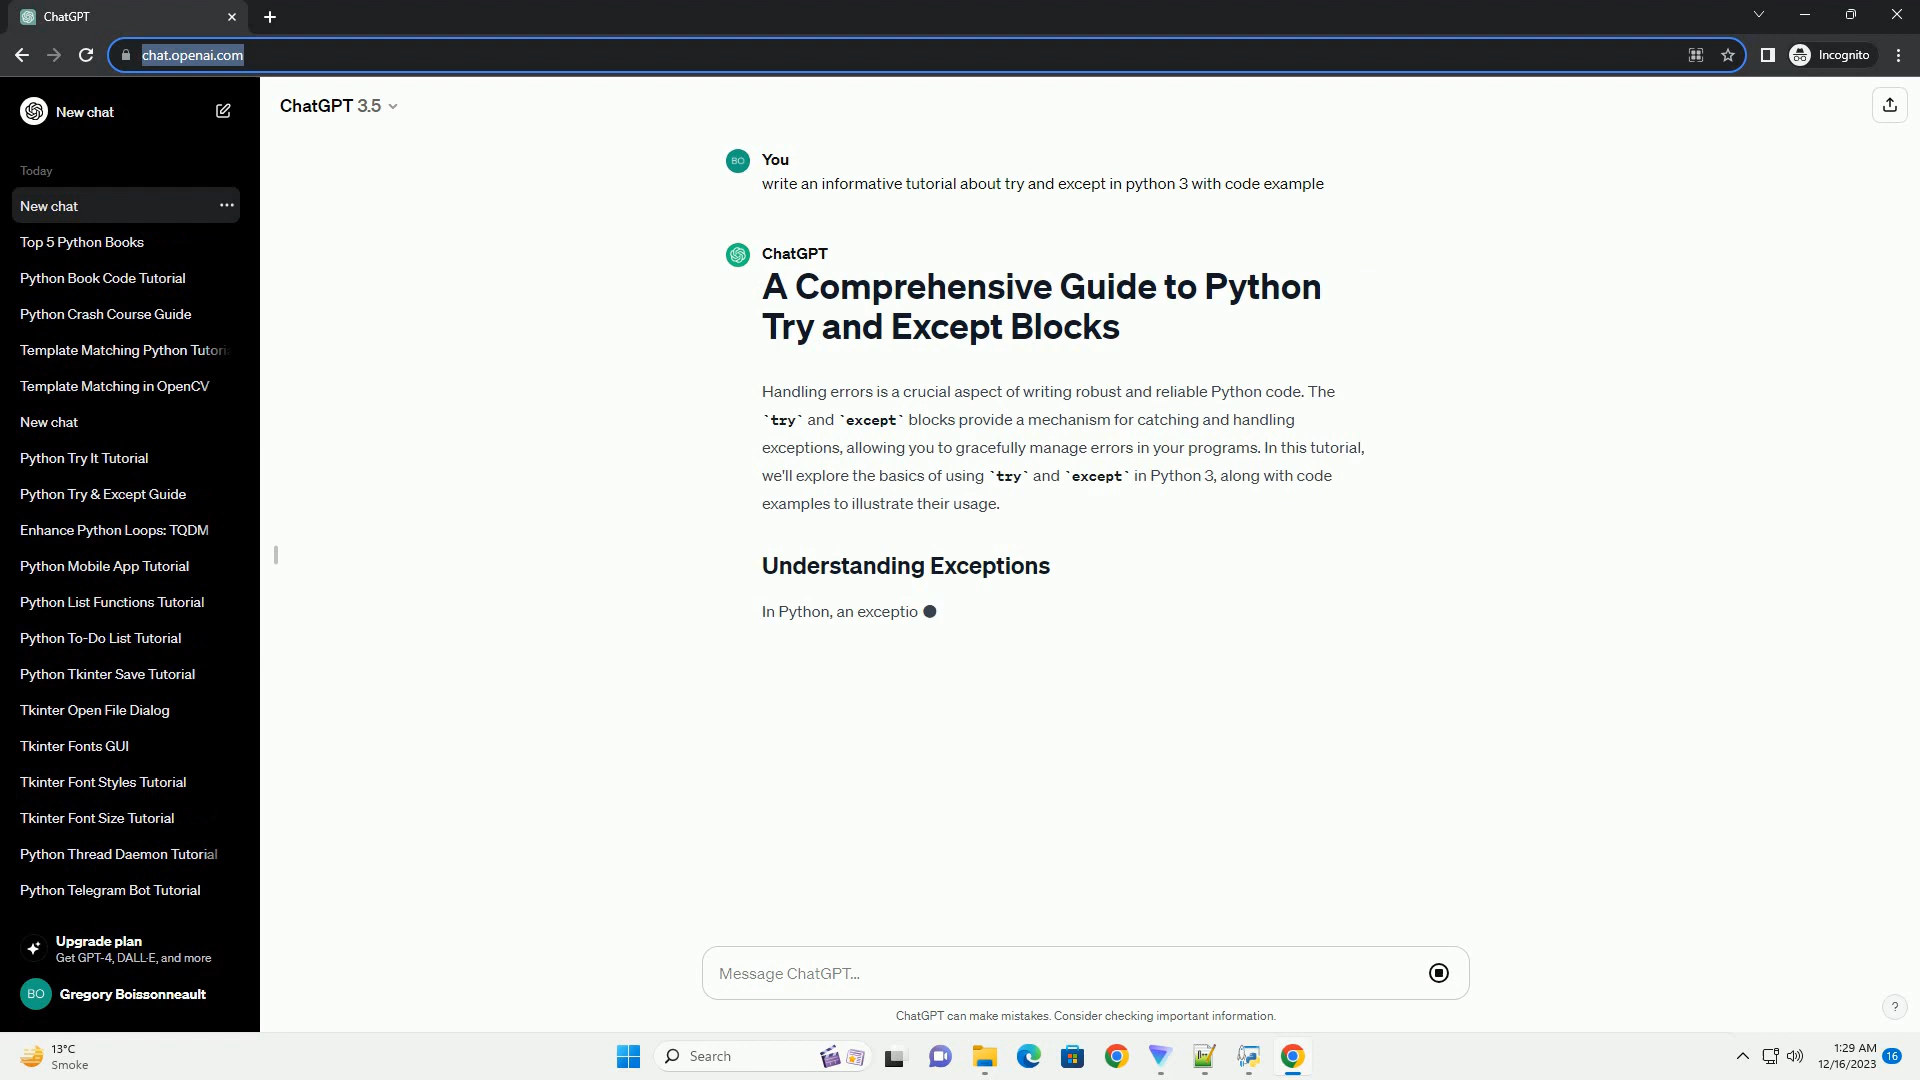 ChatGPT
chat.openai.com
Incognito
New chat
Today
New chat
Top 5 Python Books
Python Book Code Tutorial
Python Crash Course Guide
Template Matching Python Tutori
Template Matching in OpenCV
New chat
Python Try It Tutorial
Python Try & Except Guide
Enhance Python Loops: TQDM
Python Mobile App Tutorial
Python List Functions Tutorial
Python To-Do List Tutorial
Python Tkinter Save Tutorial
Tkinter Open File Dialog
Tkinter Fonts GUI
Tkinter Font Styles Tutorial
Tkinter Font Size Tutorial
Python Thread Daemon Tutorial
Python Telegram Bot Tutorial
Upgrade plan
Get GPT-4, DALL·E, and more
BO Gregory Boissonneault
ChatGPT 3.5
BO You
write an informative tutorial about try and except in python 3 with code example
ChatGPT
A Comprehensive Guide to Python
Try and Except Blocks
Handling errors is a crucial aspect of writing robust and reliable Python code. The
`try` and `except` blocks provide a mechanism for catching and handling
exceptions, allowing you to gracefully manage errors in your programs. In this tutorial,
we'll explore the basics of using `try` and `except` in Python 3, along with code
examples to illustrate their usage.
Understanding Exceptions
In Python, an exceptio
Message ChatGPT...
ChatGPT can make mistakes. Consider checking important information.
?
13°C
Smoke
Search
1:29 AM
12/16/2023
16